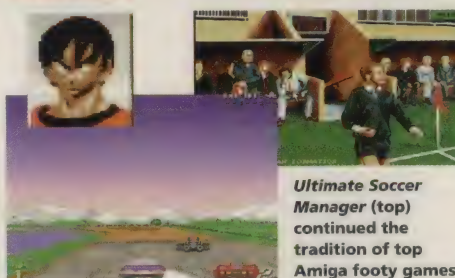 Ultimate Soccer
Manager (top)
continued the
tradition of top
Amiga footy games